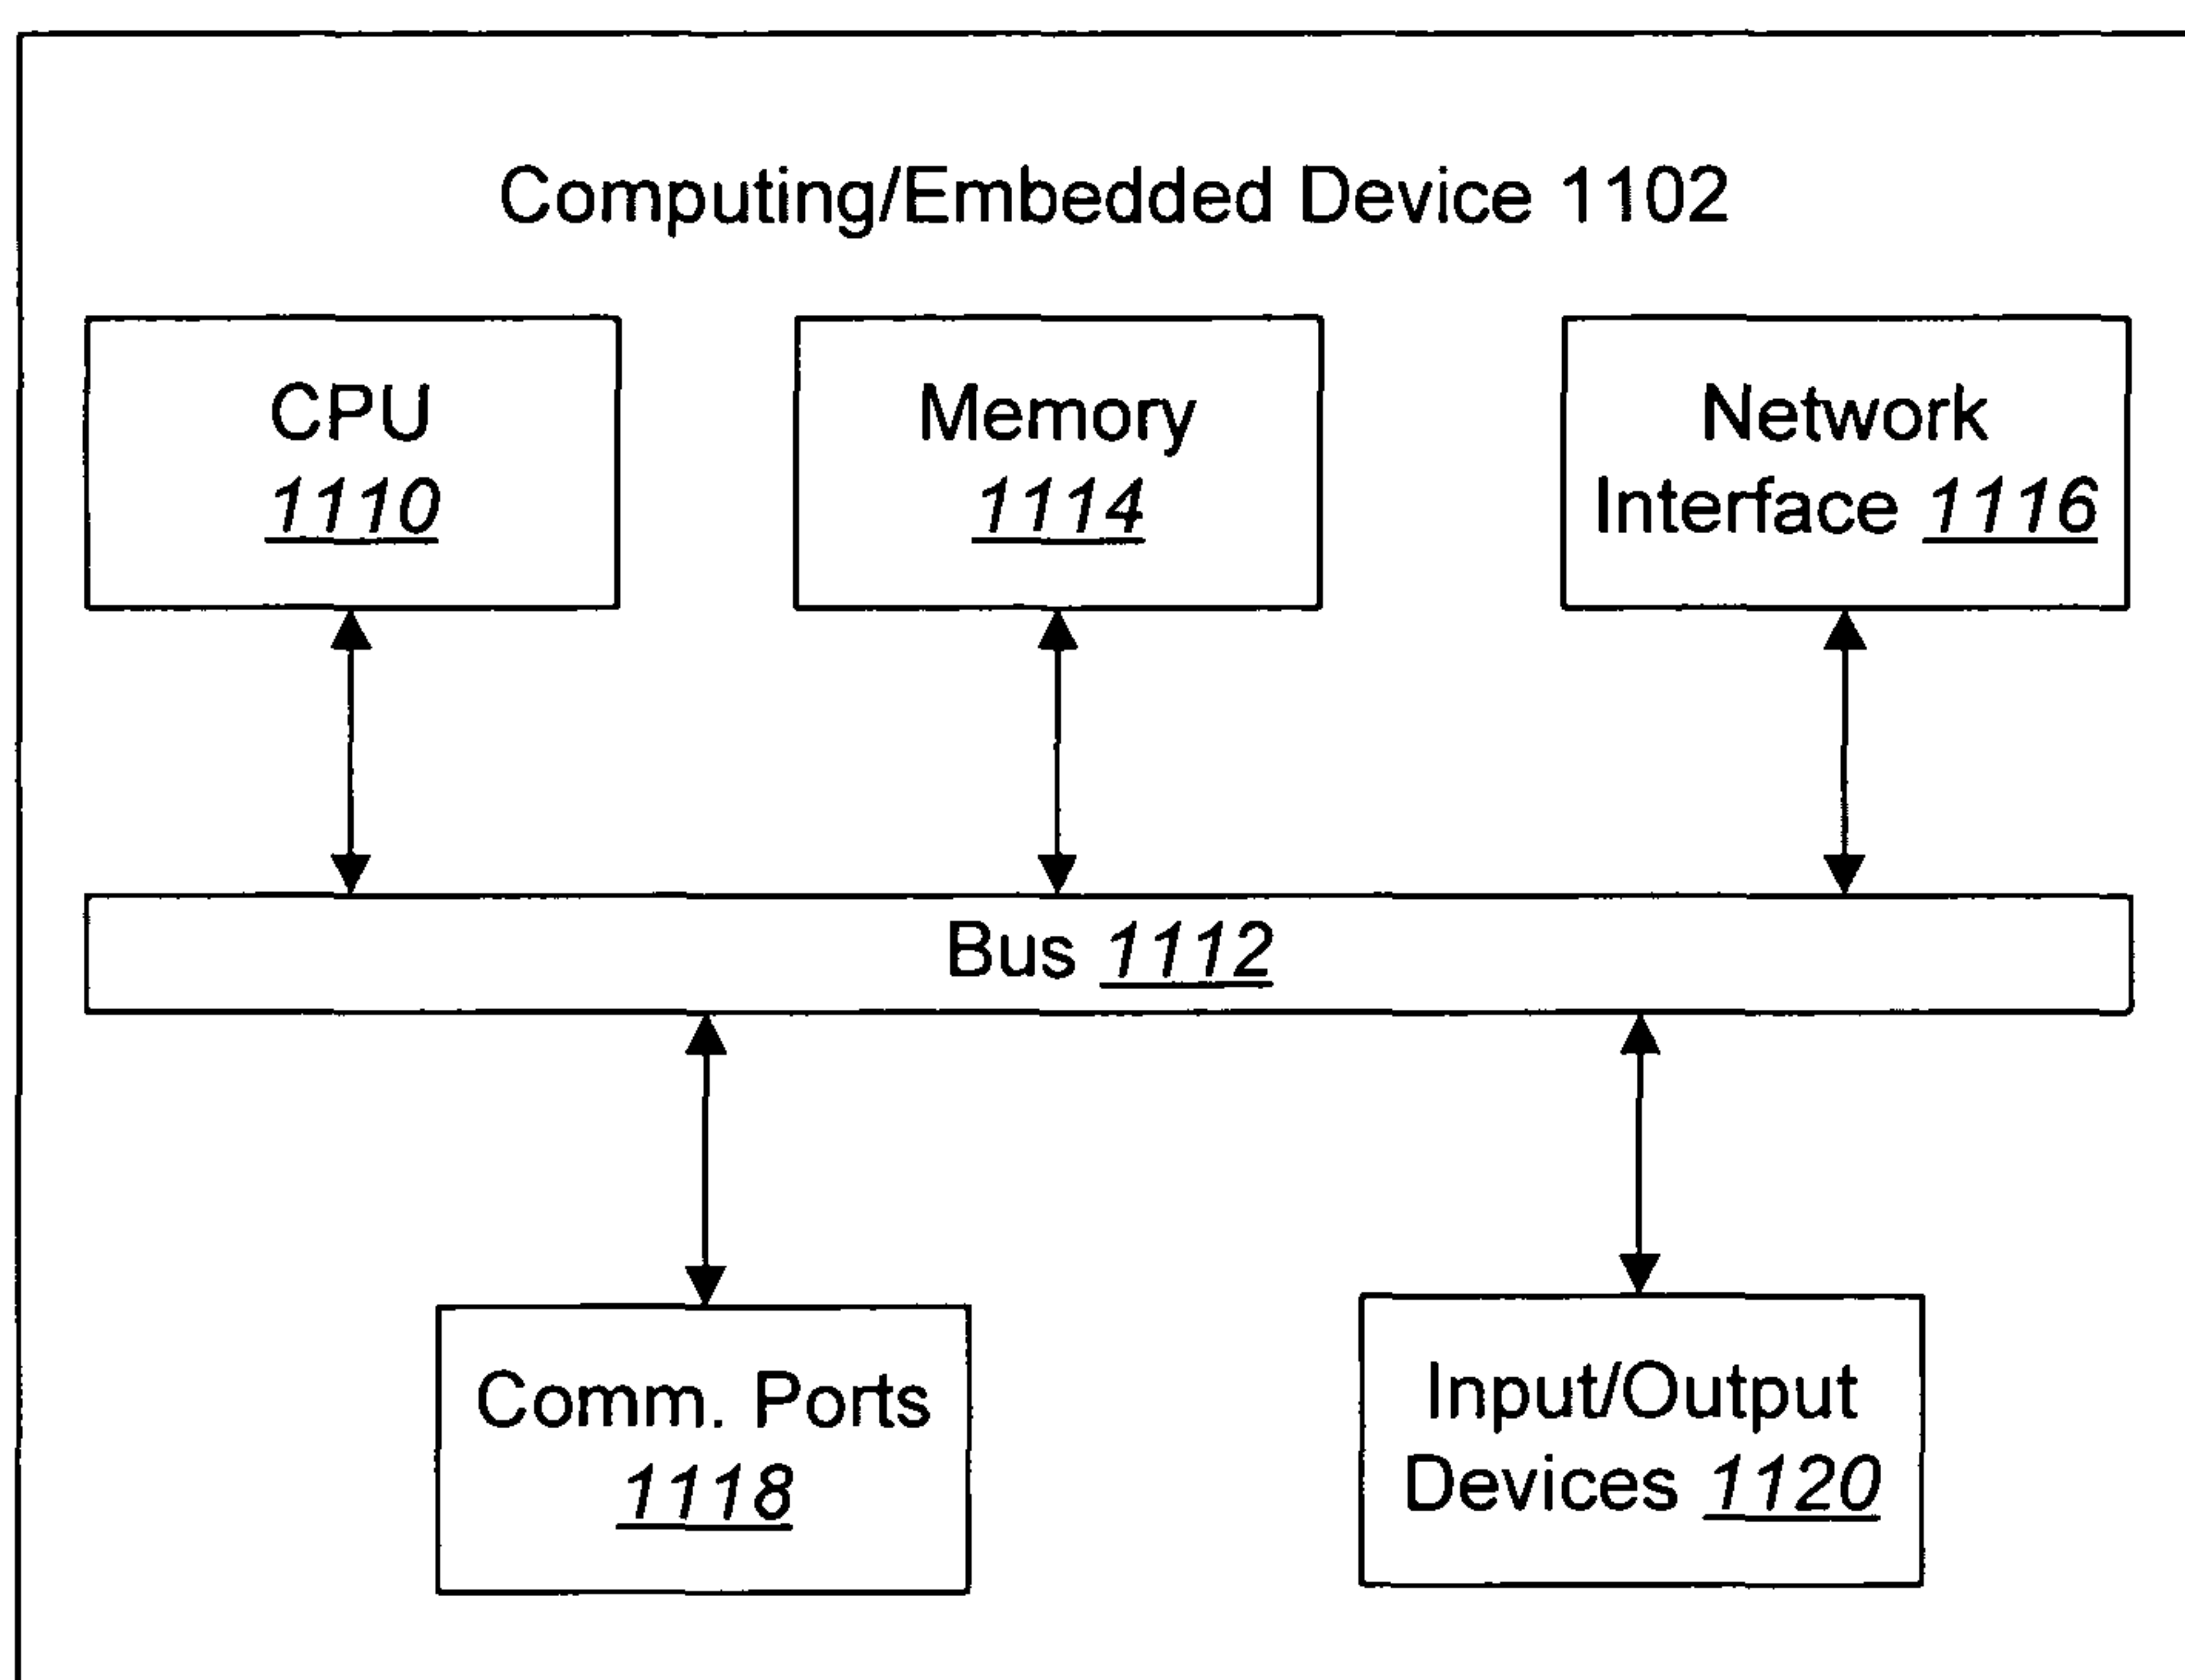 Computing/Embedded Device 1102
CPU
1110
Memory
1114
Network
Interface 1116
Bus 1112
Comm. Ports
1118
Input/Output
Devices 1120